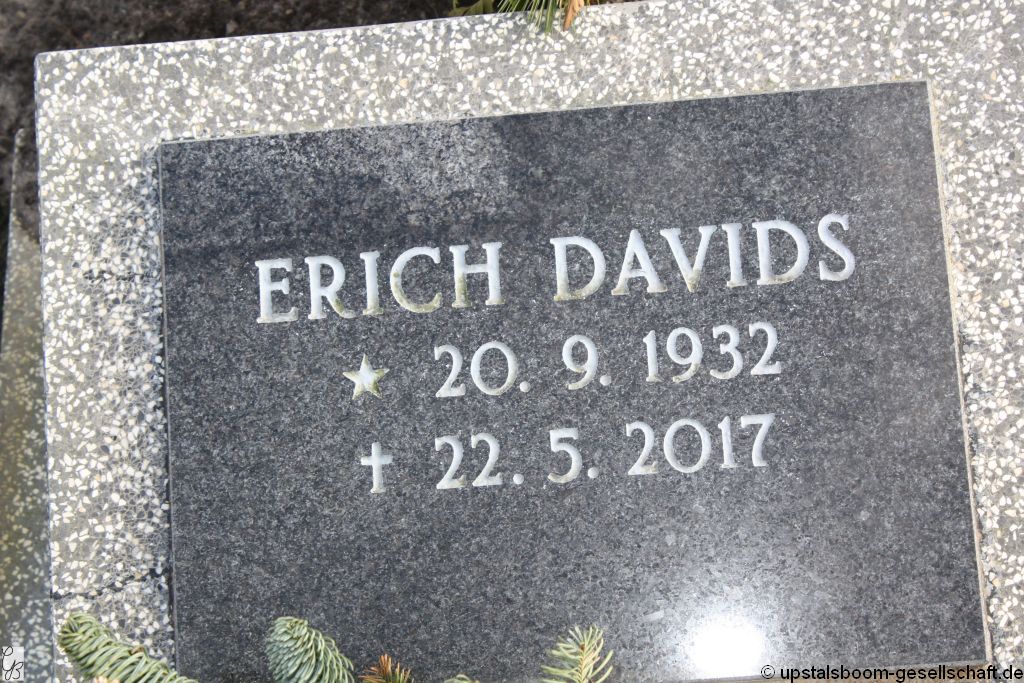 ERICH DAVIDS
★ 20. 9. 1932
✝ 22. 5. 2017
© upstalsboom-gesellschaft.de